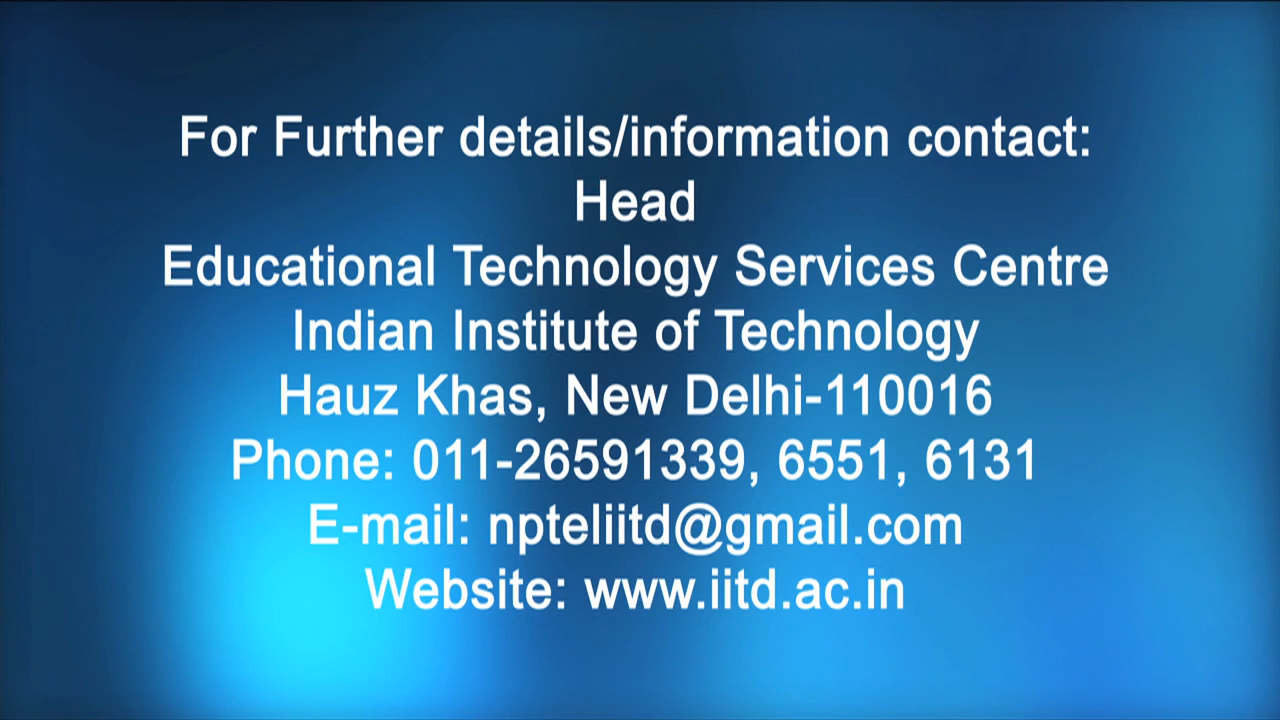 For Further details/information contact:
Head
Educational Technology Services Centre
Indian Institute of Technology
Hauz Khas, New Delhi-110016
Phone: 011-26591339, 6551, 6131
E-mail: npteliitd@gmail.com
Website: www.iitd.ac.in